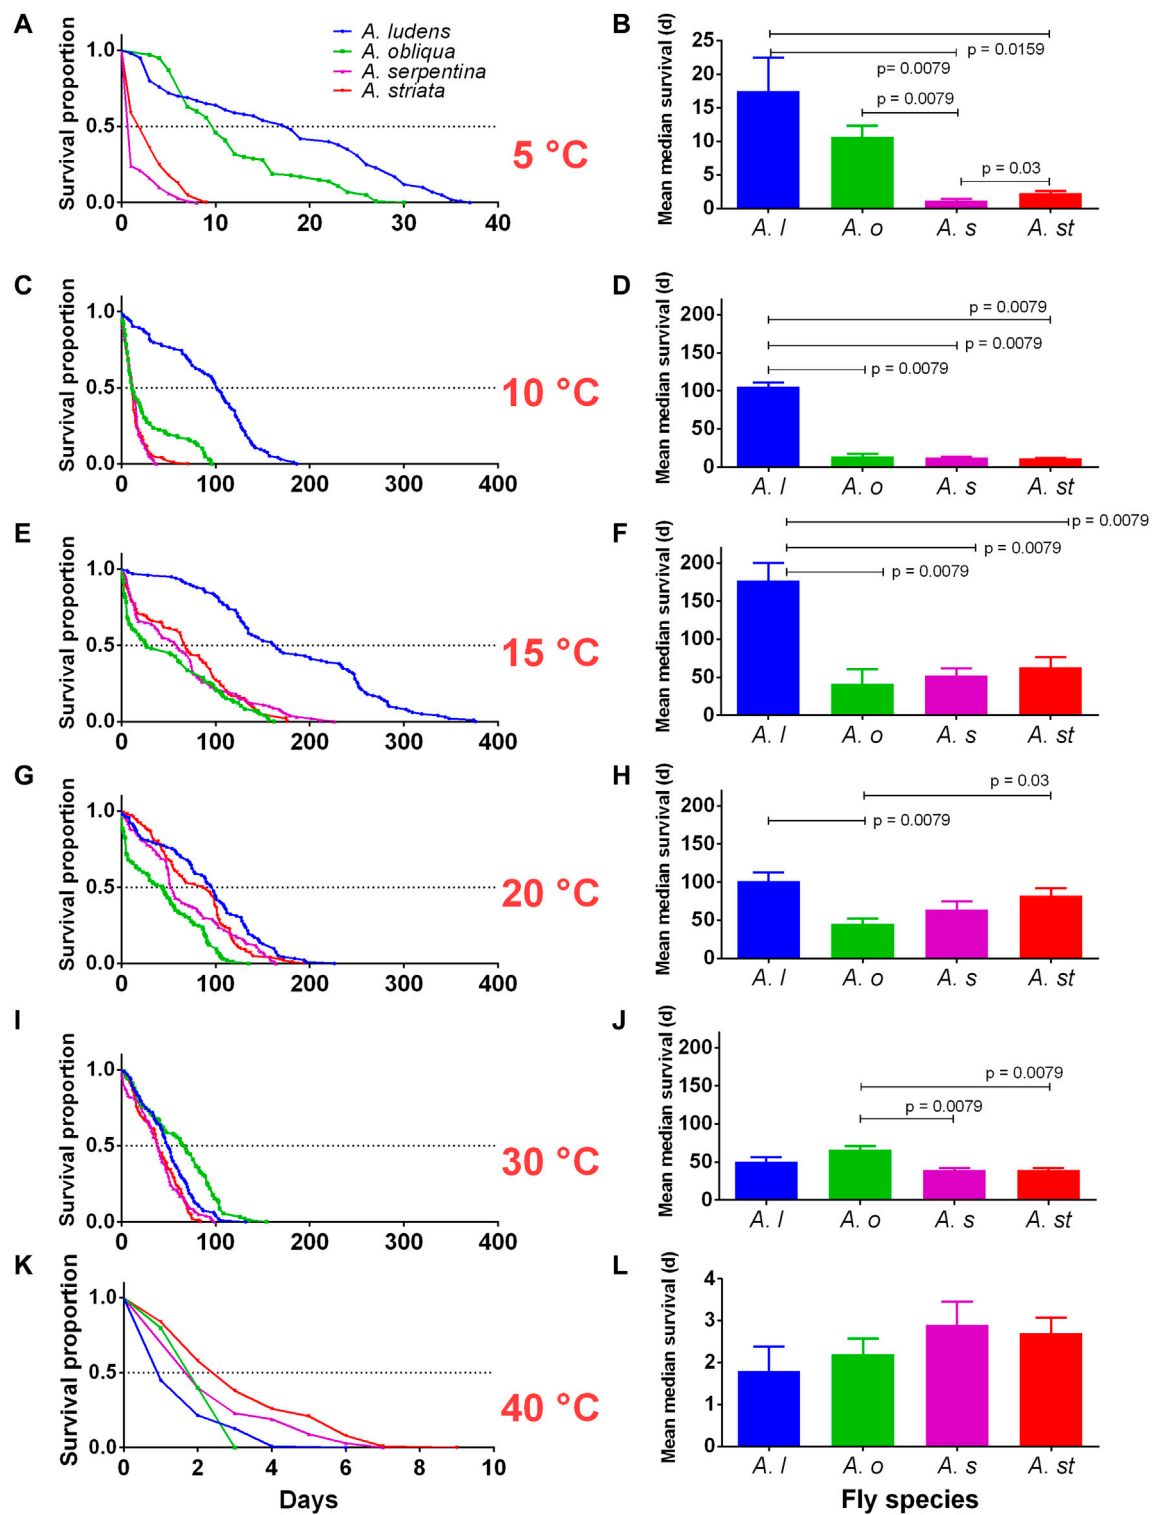 A
Survival proportion
1.0
0.5
0.0
0 10 20 30 40
A. ludens
A. obliqua
A. serpentina
A. striata
5 °C
B
Mean median survival (d)
25
20
15
10
5
0
p = 0.0159
p= 0.0079
p = 0.0079
p = 0.03
A. l A. o A. s A. st
C
Survival proportion
1.0
0.5
0.0
0 100 200 300 400
10 °C
D
Mean median survival (d)
200
150
100
50
0
p = 0.0079
p = 0.0079
p = 0.0079
A. l A. o A. s A. st
E
Survival proportion
1.0
0.5
0.0
0 100 200 300 400
15 °C
F
Mean median survival (d)
200
150
100
50
0
p = 0.0079
p = 0.0079
p = 0.0079
A. l A. o A. s A. st
G
Survival proportion
1.0
0.5
0.0
0 100 200 300 400
20 °C
H
Mean median survival (d)
200
150
100
50
0
p = 0.03
p = 0.0079
A. l A. o A. s A. st
I
Survival proportion
1.0
0.5
0.0
0 100 200 300 400
30 °C
J
Mean median survival (d)
200
150
100
50
0
p = 0.0079
p = 0.0079
A. l A. o A. s A. st
K
Survival proportion
1.0
0.5
0.0
0 2 4 6 8 10
Days
40 °C
L
Mean median survival (d)
4
3
2
1
0
A. l A. o A. s A. st
Fly species